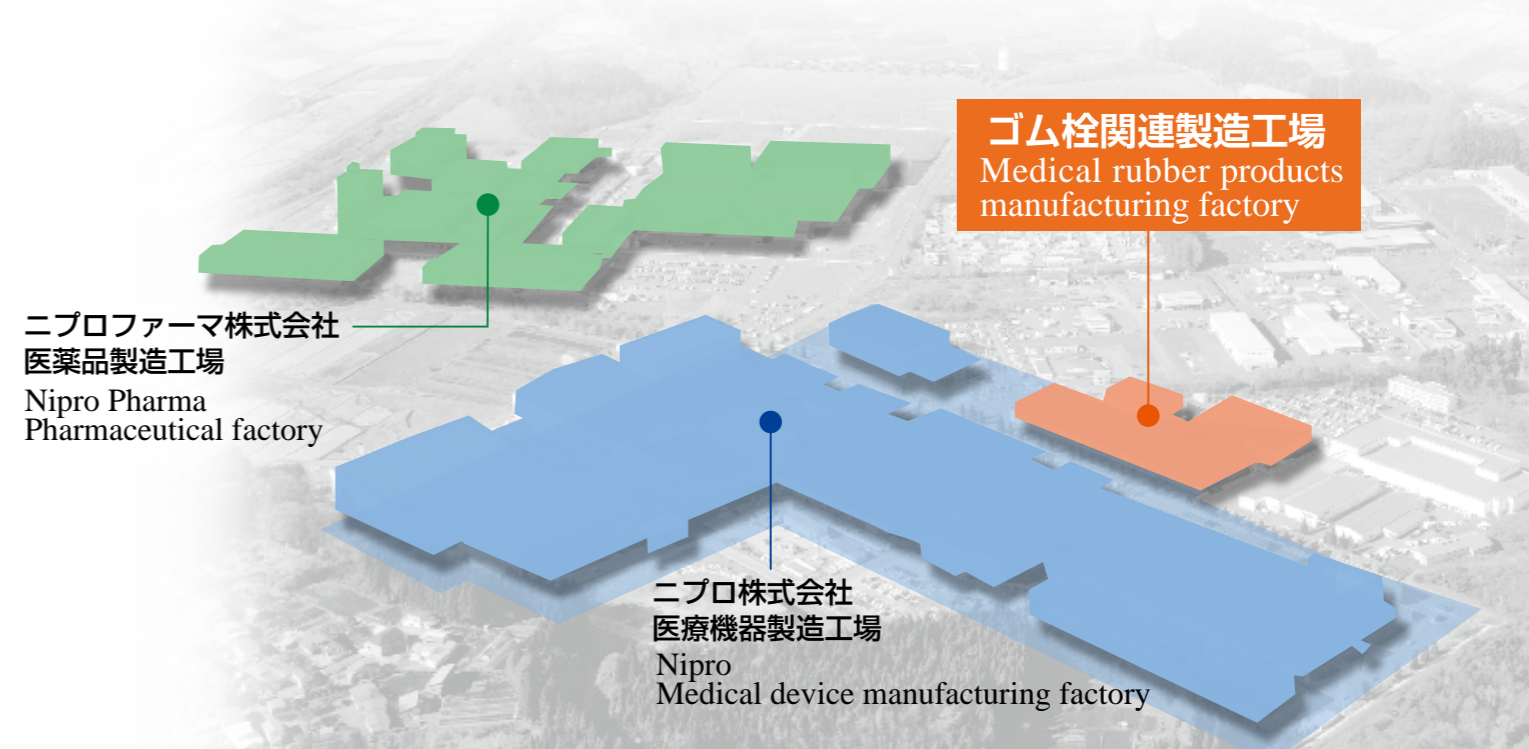 ゴム栓関連製造工場
Medical rubber products
manufacturing factory
ニプロファーマ株式会社
医薬品製造工場
Nipro Pharma
Pharmaceutical factory
ニプロ株式会社
医療機器製造工場
Nipro
Medical device manufacturing factory